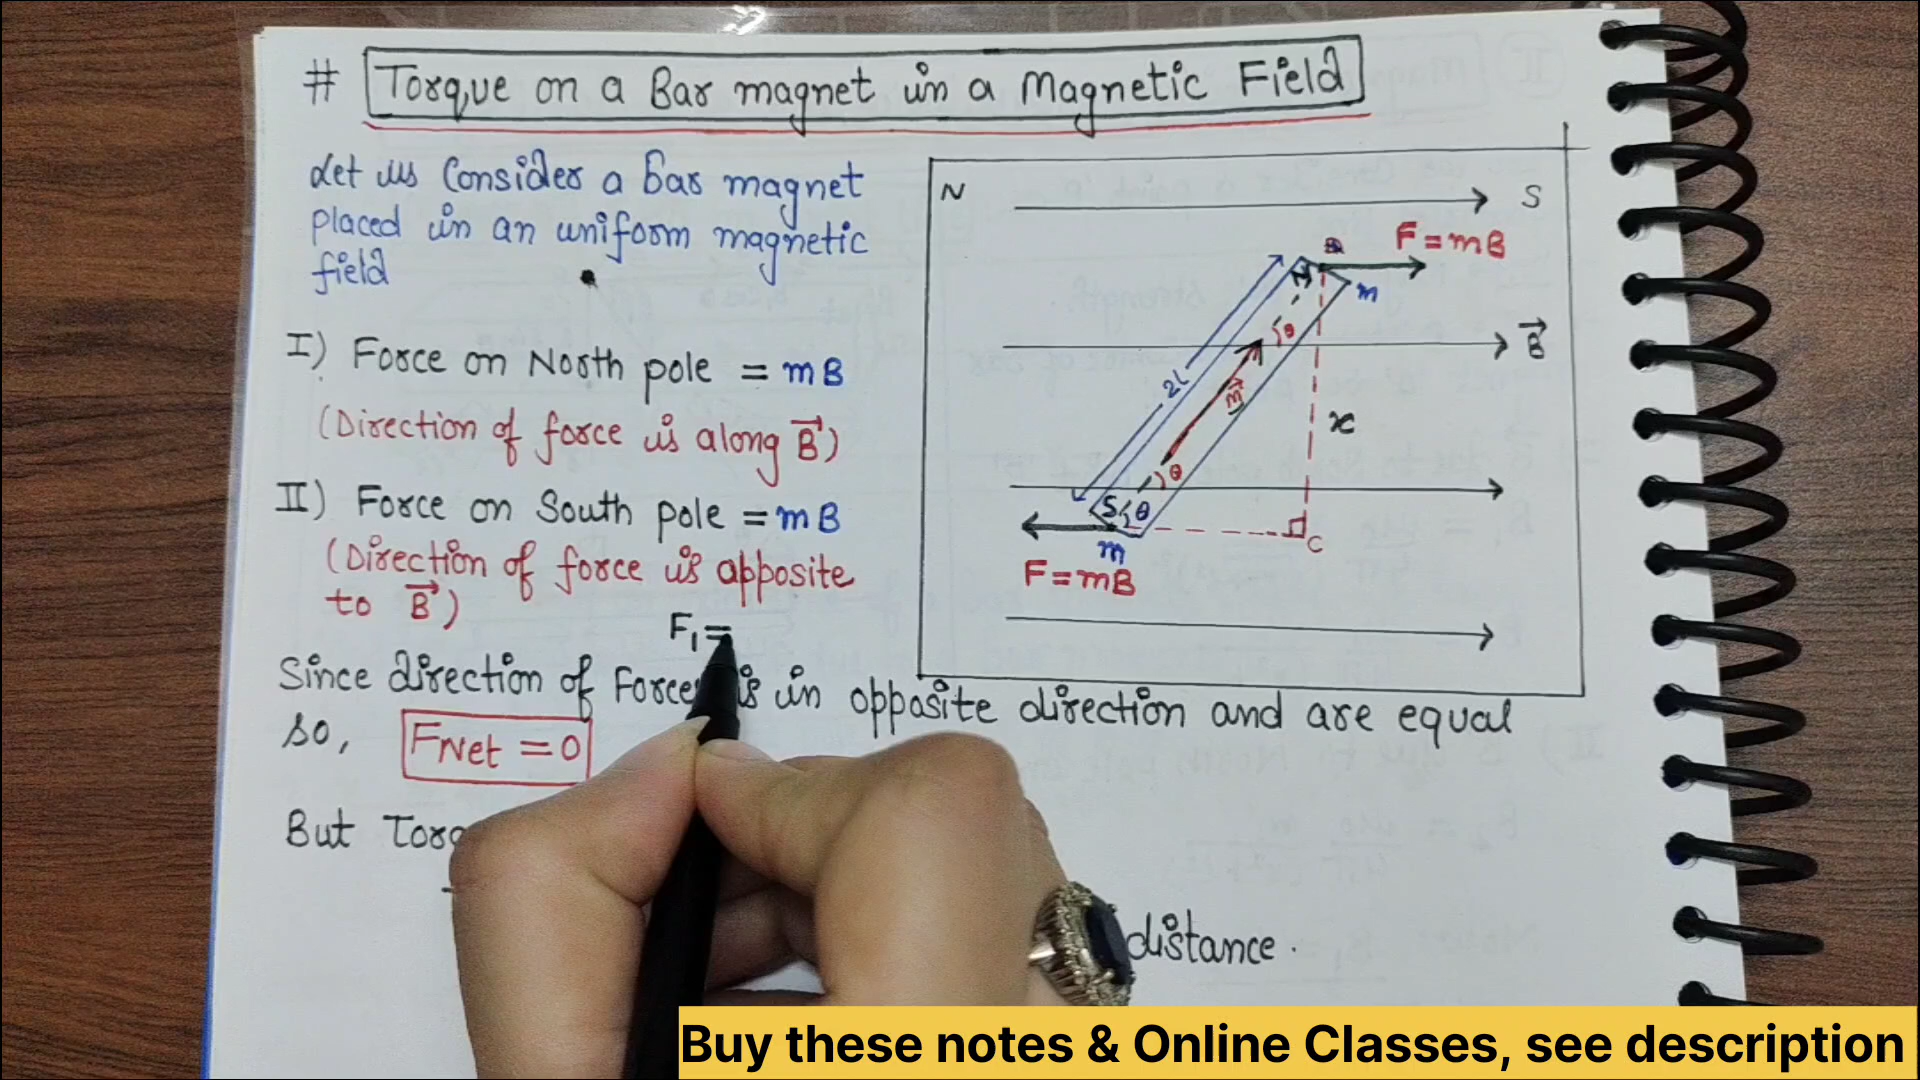 # Torque on a Bar magnet in a Magnetic Field
Let us Consider a bar magnet
placed in an uniform magnetic
field
I) Force on North pole = mB
(Direction of force is along B⃗)
II) Force on South pole = mB
(Direction of force is opposite
to B⃗)
F₁ =
Since direction of Forces is in opposite direction and are equal
so, FNet = 0
But Torq
distance.
N
S
F = mB
N
m
θ
B⃗
2l
m⃗
x
θ
S
θ
C
m
F = mB
Buy these notes & Online Classes, see description